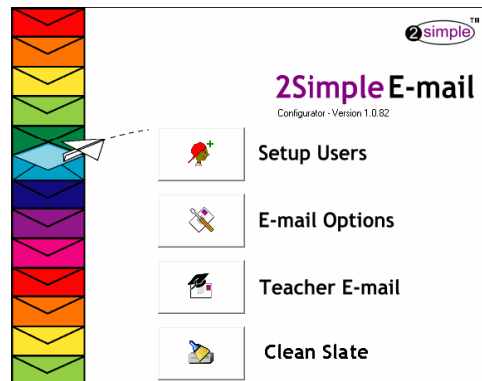 2simple™
2Simple E-mail
Configurator - Version 1.0.82
Setup Users
E-mail Options
Teacher E-mail
Clean Slate